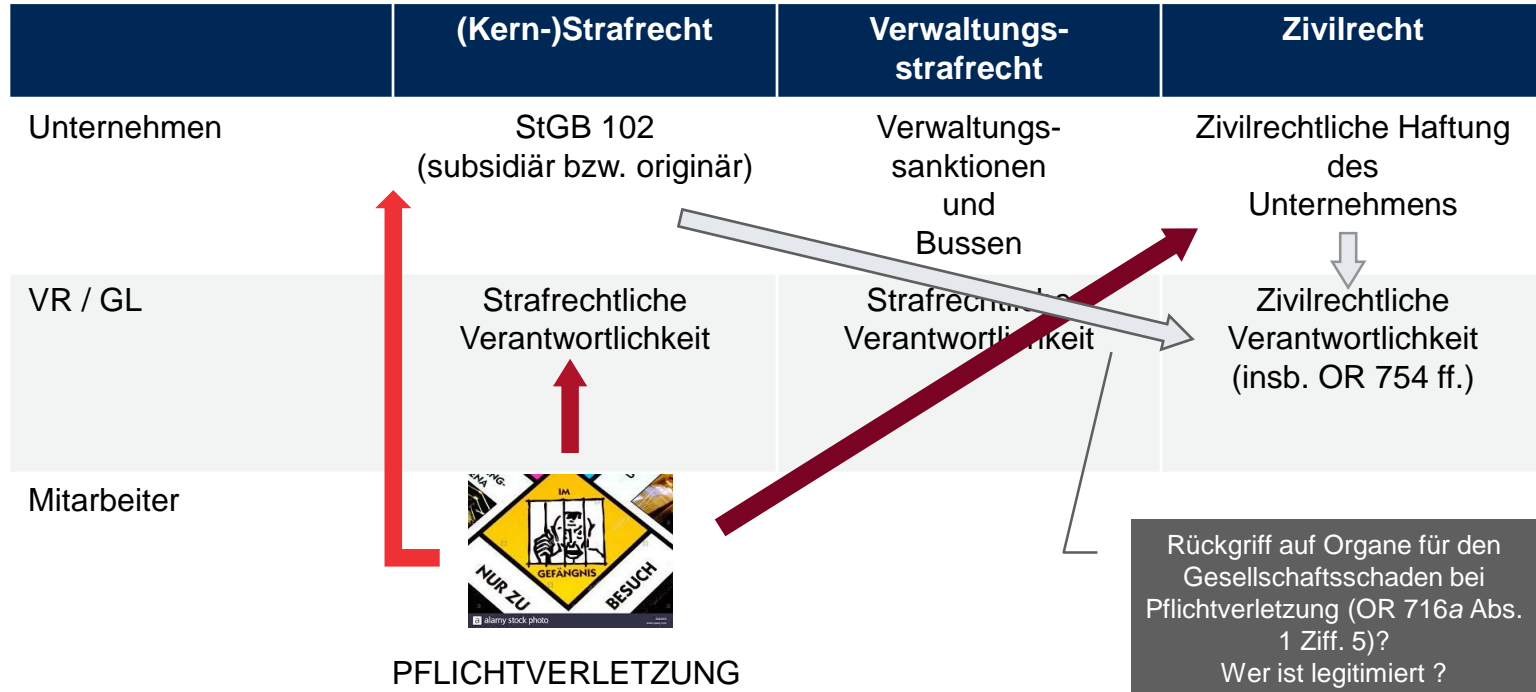 (Kern-)Strafrecht
Verwaltungs-
strafrecht
Zivilrecht
Unternehmen
StGB 102
(subsidiär bzw. originär)
Verwaltungs-
sanktionen
und
Bussen
Zivilrechtliche Haftung
des
Unternehmens
VR / GL
Strafrechtliche
Verantwortlichkeit
Strafrechtliche
Verantwortlichkeit
Zivilrechtliche
Verantwortlichkeit
(insb. OR 754 ff.)
Mitarbeiter
IM
GEFÄNGNIS
NUR ZU
BESUCH
a alamy stock photo
PFLICHTVERLETZUNG
Rückgriff auf Organe für den
Gesellschaftsschaden bei
Pflichtverletzung (OR 716a Abs.
1 Ziff. 5)?
Wer ist legitimiert ?